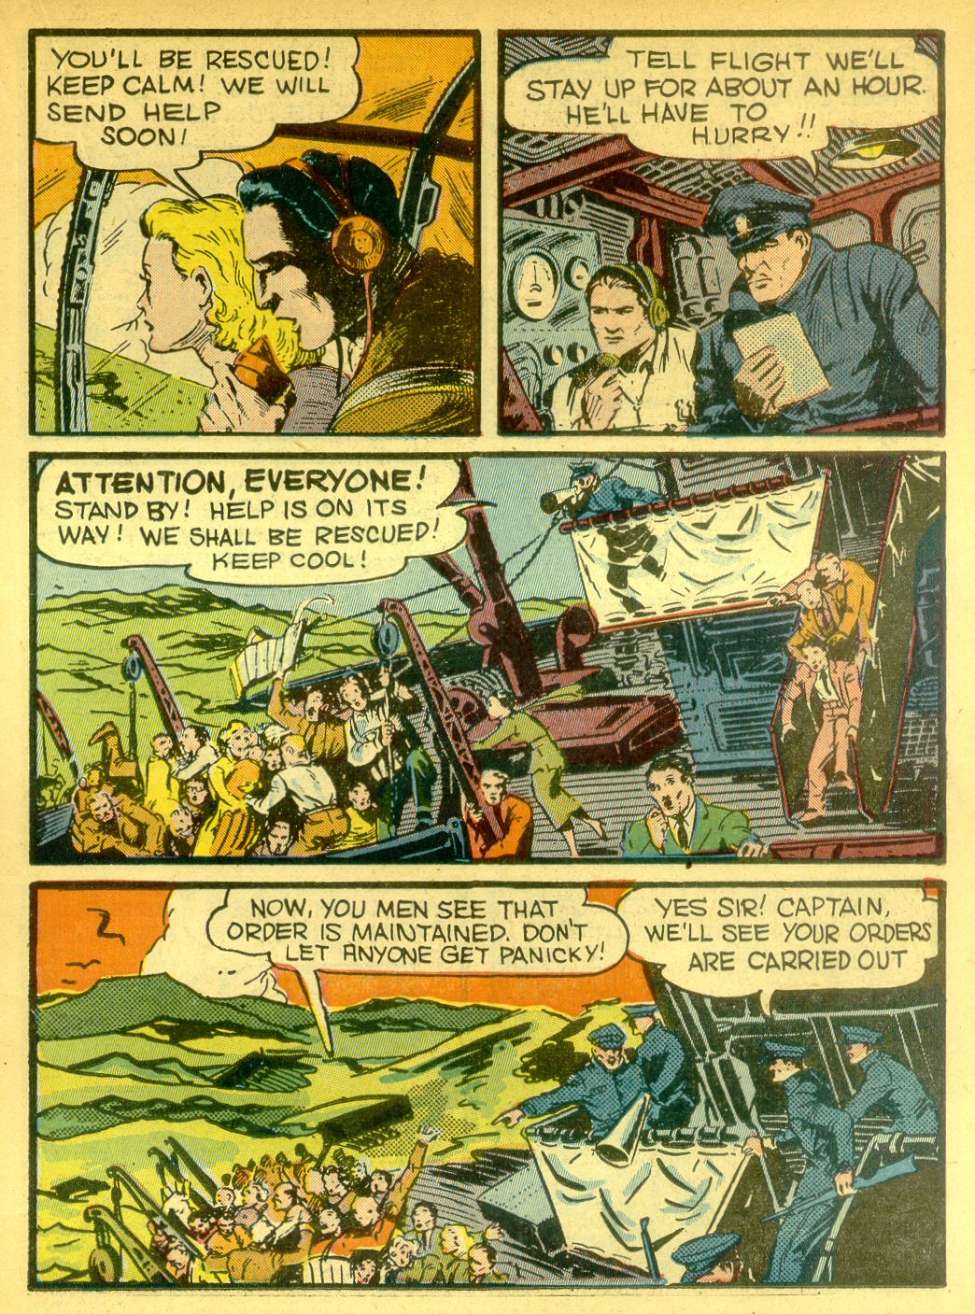 YOU'LL BE RESCUED!
KEEP CALM! WE WILL
SEND HELP
SOON!
TELL FLIGHT WE'LL
STAY UP FOR ABOUT AN HOUR.
HE'LL HAVE TO
HURRY!!
ATTENTION, EVERYONE!
STAND BY! HELP IS ON ITS
WAY! WE SHALL BE RESCUED!
KEEP COOL!
NOW, YOU MEN SEE THAT
ORDER IS MAINTAINED. DON'T
LET ANYONE GET PANICKY!
YES SIR! CAPTAIN,
WE'LL SEE YOUR ORDERS
ARE CARRIED OUT